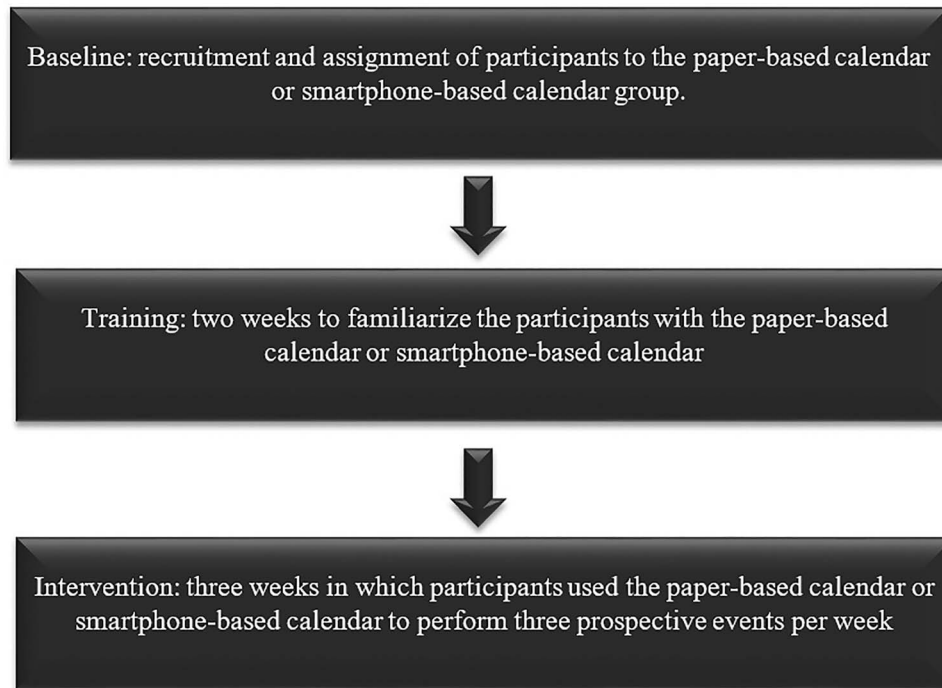 Baseline: recruitment and assignment of participants to the paper-based calendar
or smartphone-based calendar group.
Training: two weeks to familiarize the participants with the paper-based
calendar or smartphone-based calendar
Intervention: three weeks in which participants used the paper-based calendar or
smartphone-based calendar to perform three prospective events per week